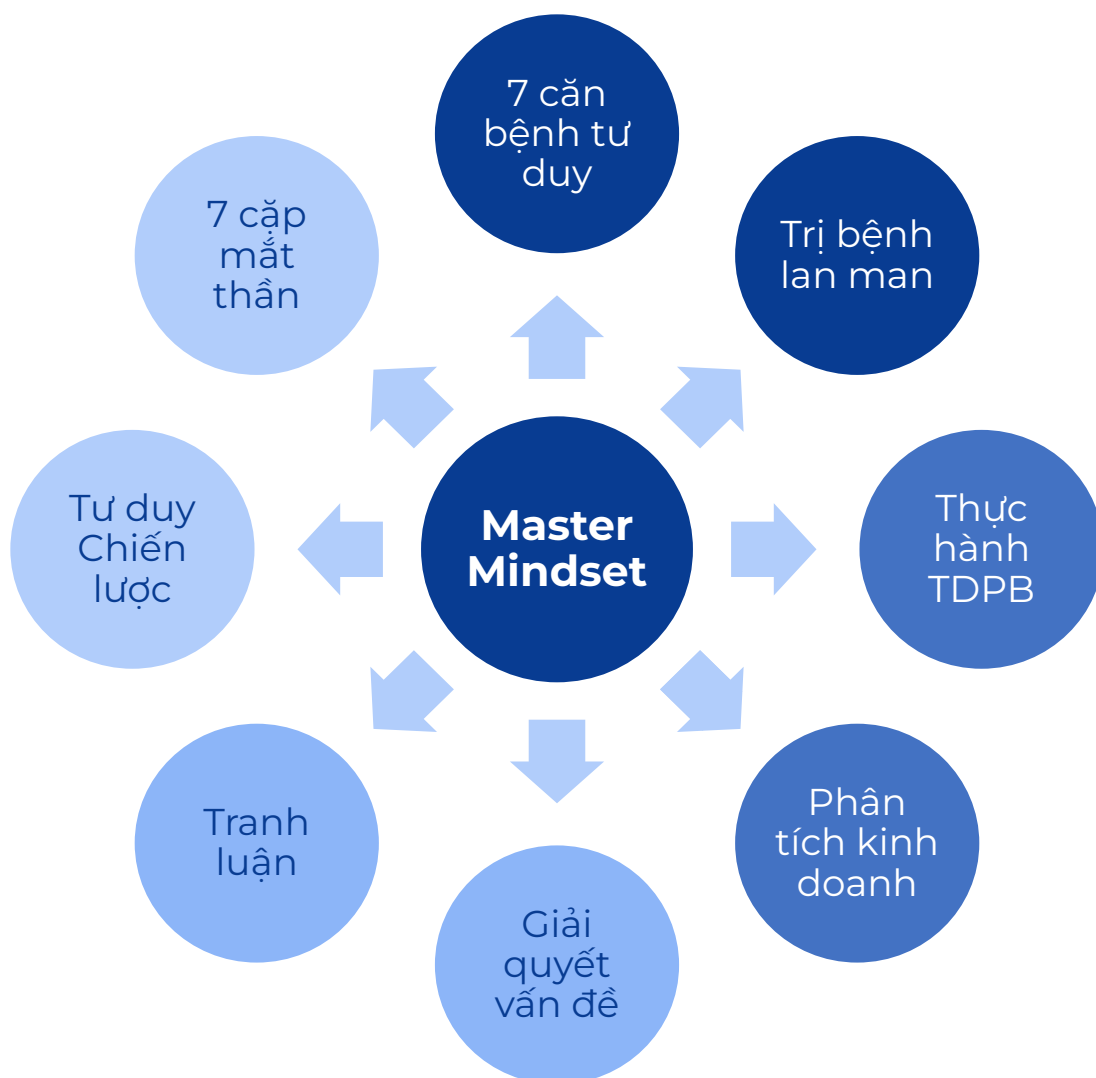 7 căn
bệnh tư
duy
Trị bệnh
lan man
Thực
hành
TDPB
Phân
tích kinh
doanh
Giải
quyết
vấn đề
Tranh
luận
Tư duy
Chiến
lược
7 cặp
mắt
thần
Master
Mindset